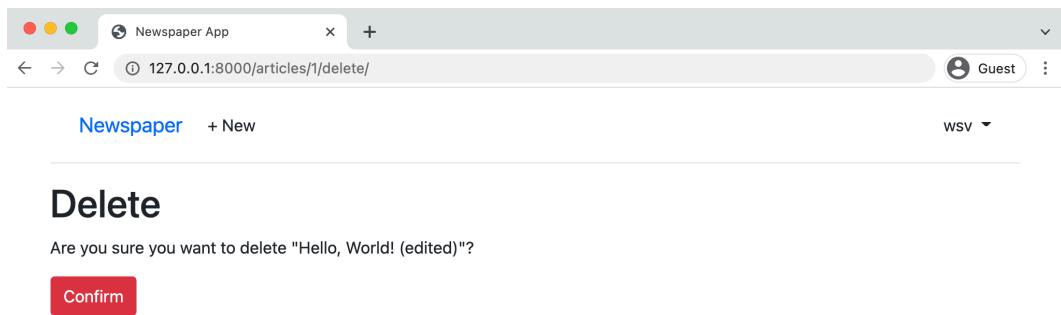 Newspaper App
127.0.0.1:8000/articles/1/delete/
Guest
Newspaper + New wsv
Delete
Are you sure you want to delete "Hello, World! (edited)"?
Confirm